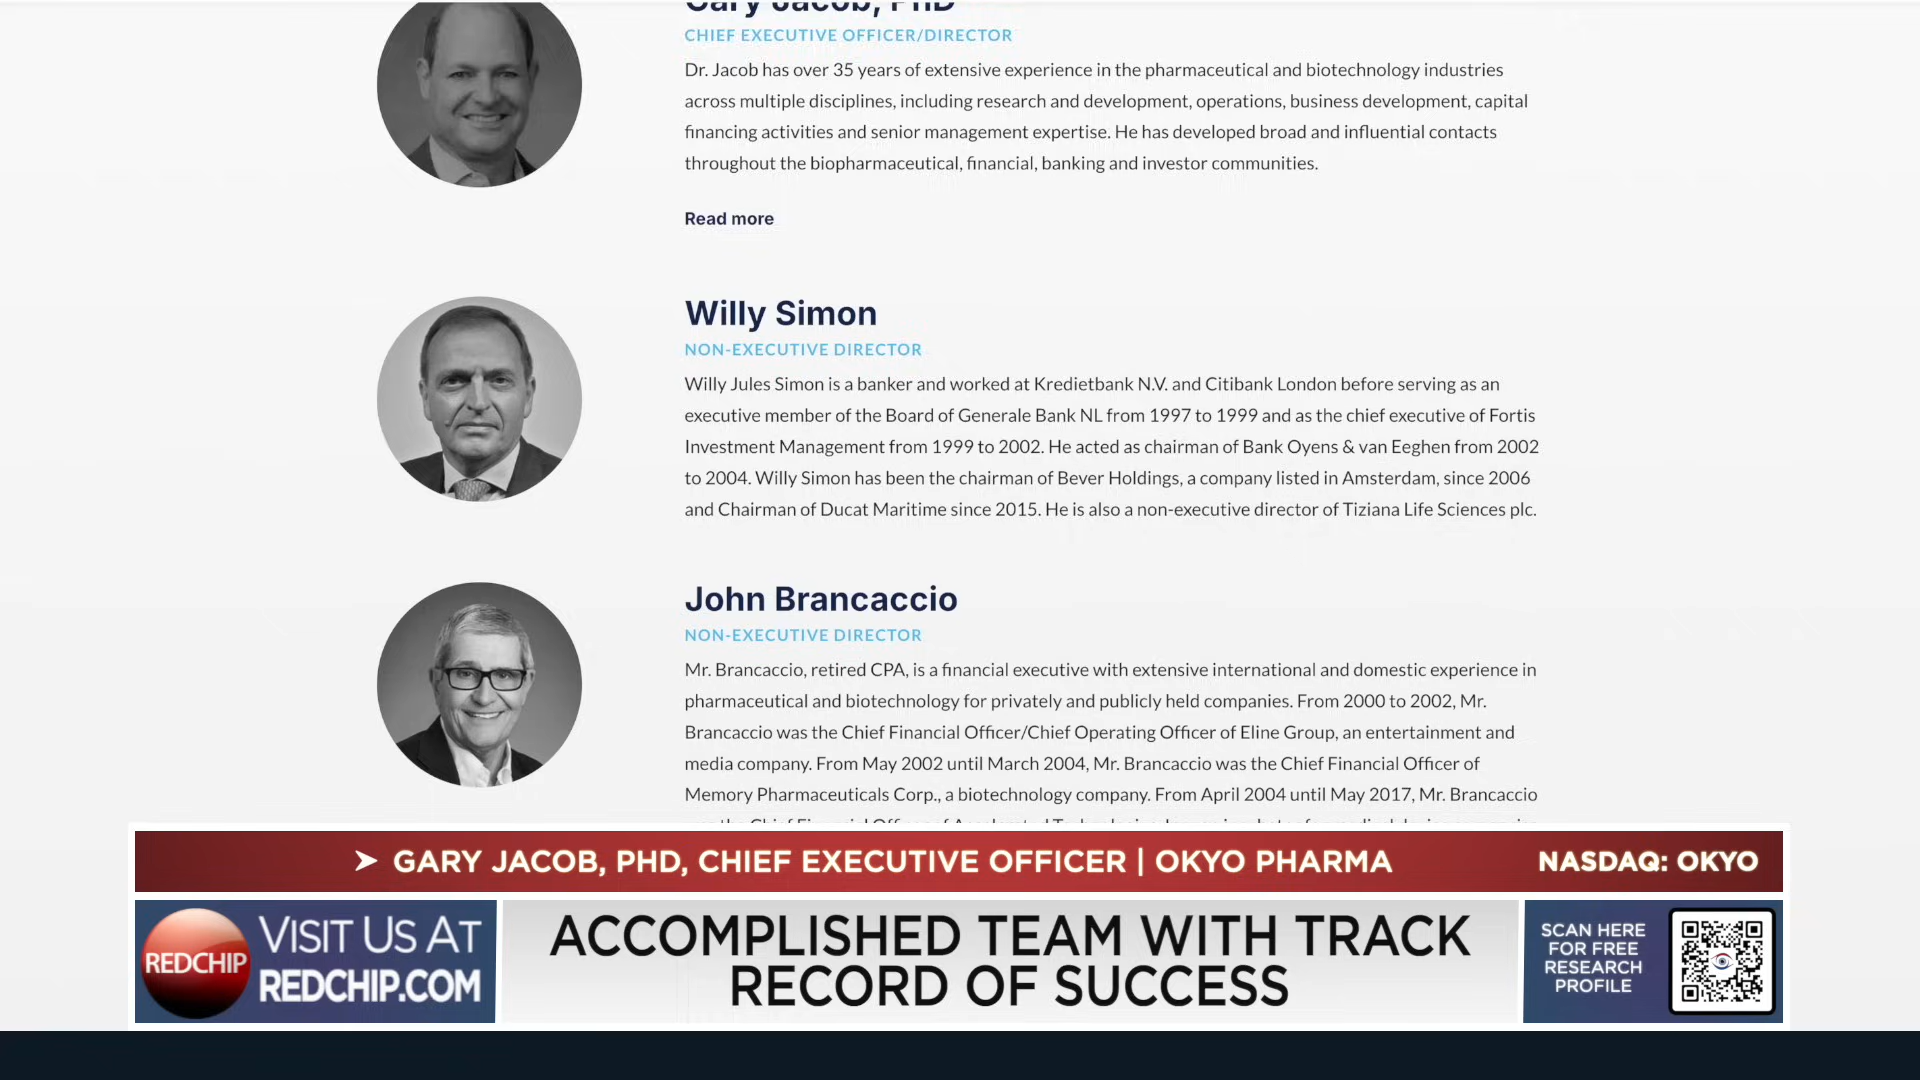 Gary Jacob, PhD
CHIEF EXECUTIVE OFFICER/DIRECTOR
Dr. Jacob has over 35 years of extensive experience in the pharmaceutical and biotechnology industries
across multiple disciplines, including research and development, operations, business development, capital
financing activities and senior management expertise. He has developed broad and influential contacts
throughout the biopharmaceutical, financial, banking and investor communities.
Read more
Willy Simon
NON-EXECUTIVE DIRECTOR
Willy Jules Simon is a banker and worked at Kredietbank N.V. and Citibank London before serving as an
executive member of the Board of Generale Bank NL from 1997 to 1999 and as the chief executive of Fortis
Investment Management from 1999 to 2002. He acted as chairman of Bank Oyens & van Eeghen from 2002
to 2004. Willy Simon has been the chairman of Bever Holdings, a company listed in Amsterdam, since 2006
and Chairman of Ducat Maritime since 2015. He is also a non-executive director of Tiziana Life Sciences plc.
John Brancaccio
NON-EXECUTIVE DIRECTOR
Mr. Brancaccio, retired CPA, is a financial executive with extensive international and domestic experience in
pharmaceutical and biotechnology for privately and publicly held companies. From 2000 to 2002, Mr.
Brancaccio was the Chief Financial Officer/Chief Operating Officer of Eline Group, an entertainment and
media company. From May 2002 until March 2004, Mr. Brancaccio was the Chief Financial Officer of
Memory Pharmaceuticals Corp., a biotechnology company. From April 2004 until May 2017, Mr. Brancaccio
➤ GARY JACOB, PHD, CHIEF EXECUTIVE OFFICER | OKYO PHARMA
NASDAQ: OKYO
REDCHIP
VISIT US AT
REDCHIP.COM
ACCOMPLISHED TEAM WITH TRACK
RECORD OF SUCCESS
SCAN HERE
FOR FREE
RESEARCH
PROFILE